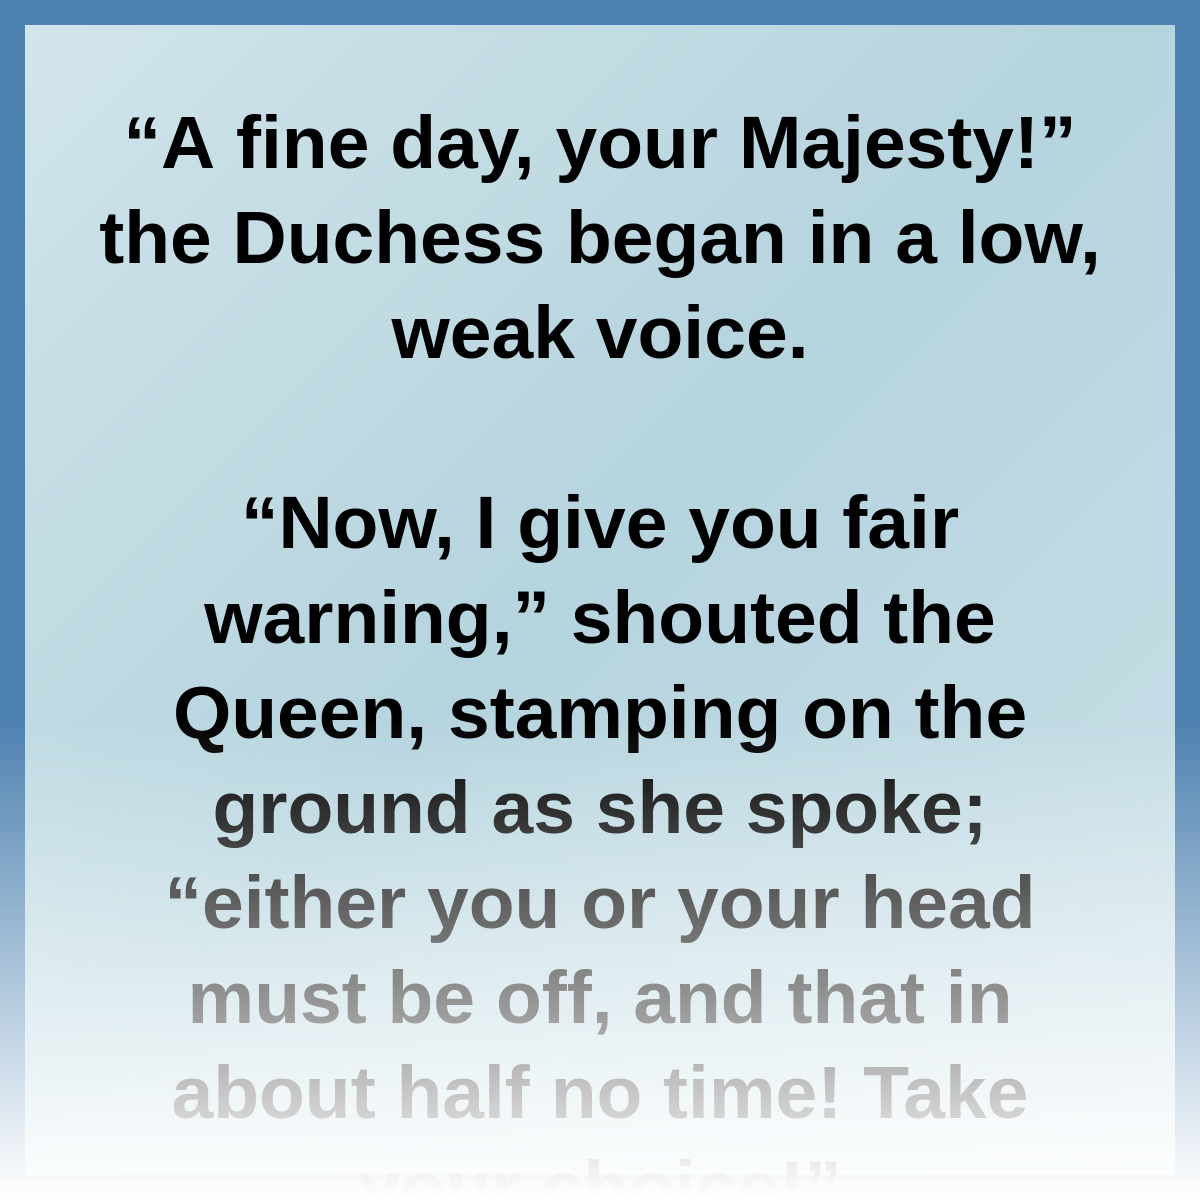 “A fine day, your Majesty!”
the Duchess began in a low,
weak voice.
“Now, I give you fair
warning,” shouted the
Queen, stamping on the
ground as she spoke;
“either you or your head
must be off, and that in
about half no time! Take
your choice!”